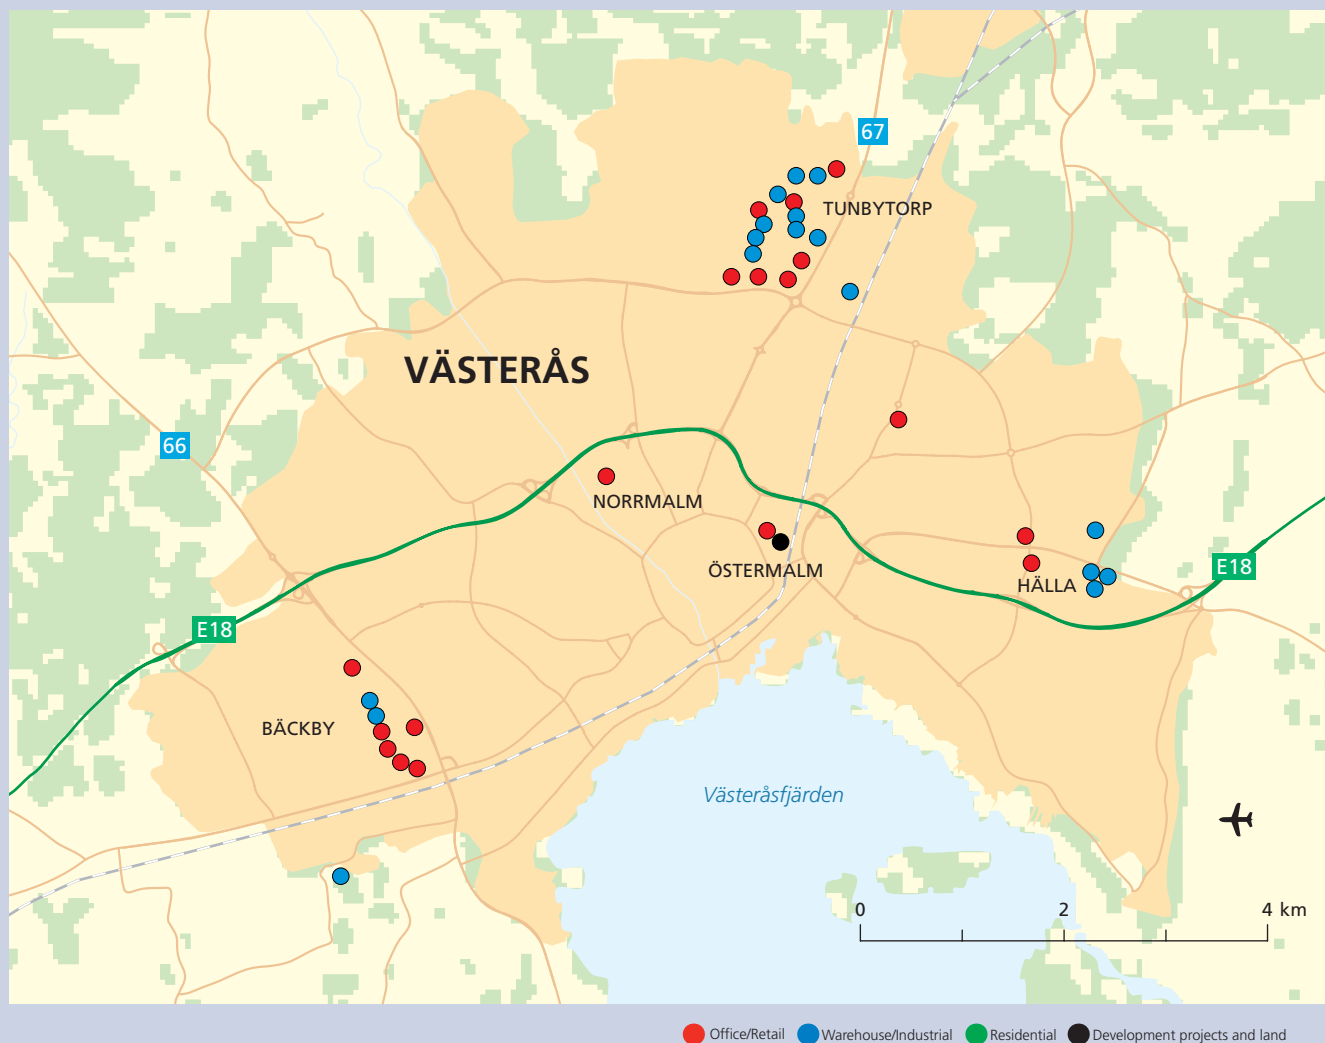 67
TUNBYTORP
VÄSTERÅS
66
NORRMALM
ÖSTERMALM
HÄLLA
E18
E18
BÄCKBY
Västeråsfjärden
0 2 4 km
Office/Retail Warehouse/Industrial Residential Development projects and land